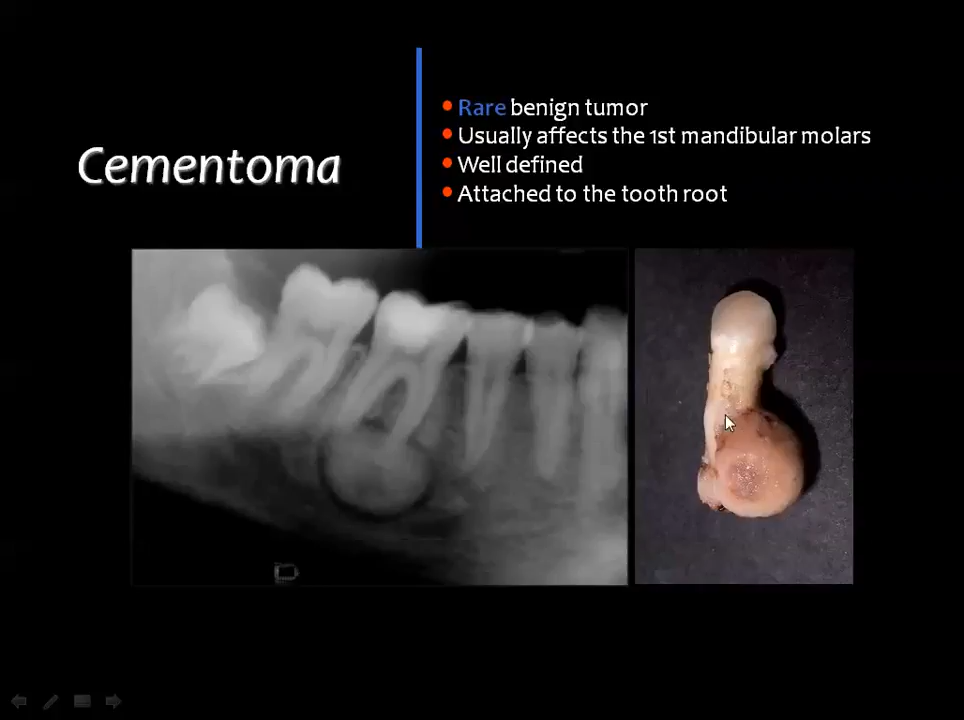 Cementoma
Rare benign tumor
Usually affects the 1st mandibular molars
Well defined
Attached to the tooth root